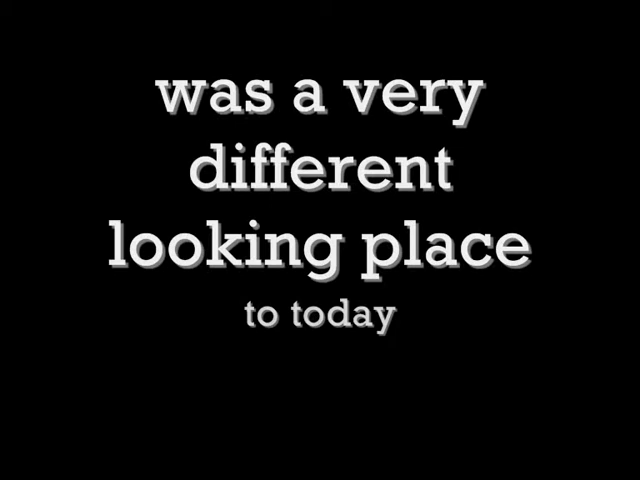 was a very
different
looking place
to today